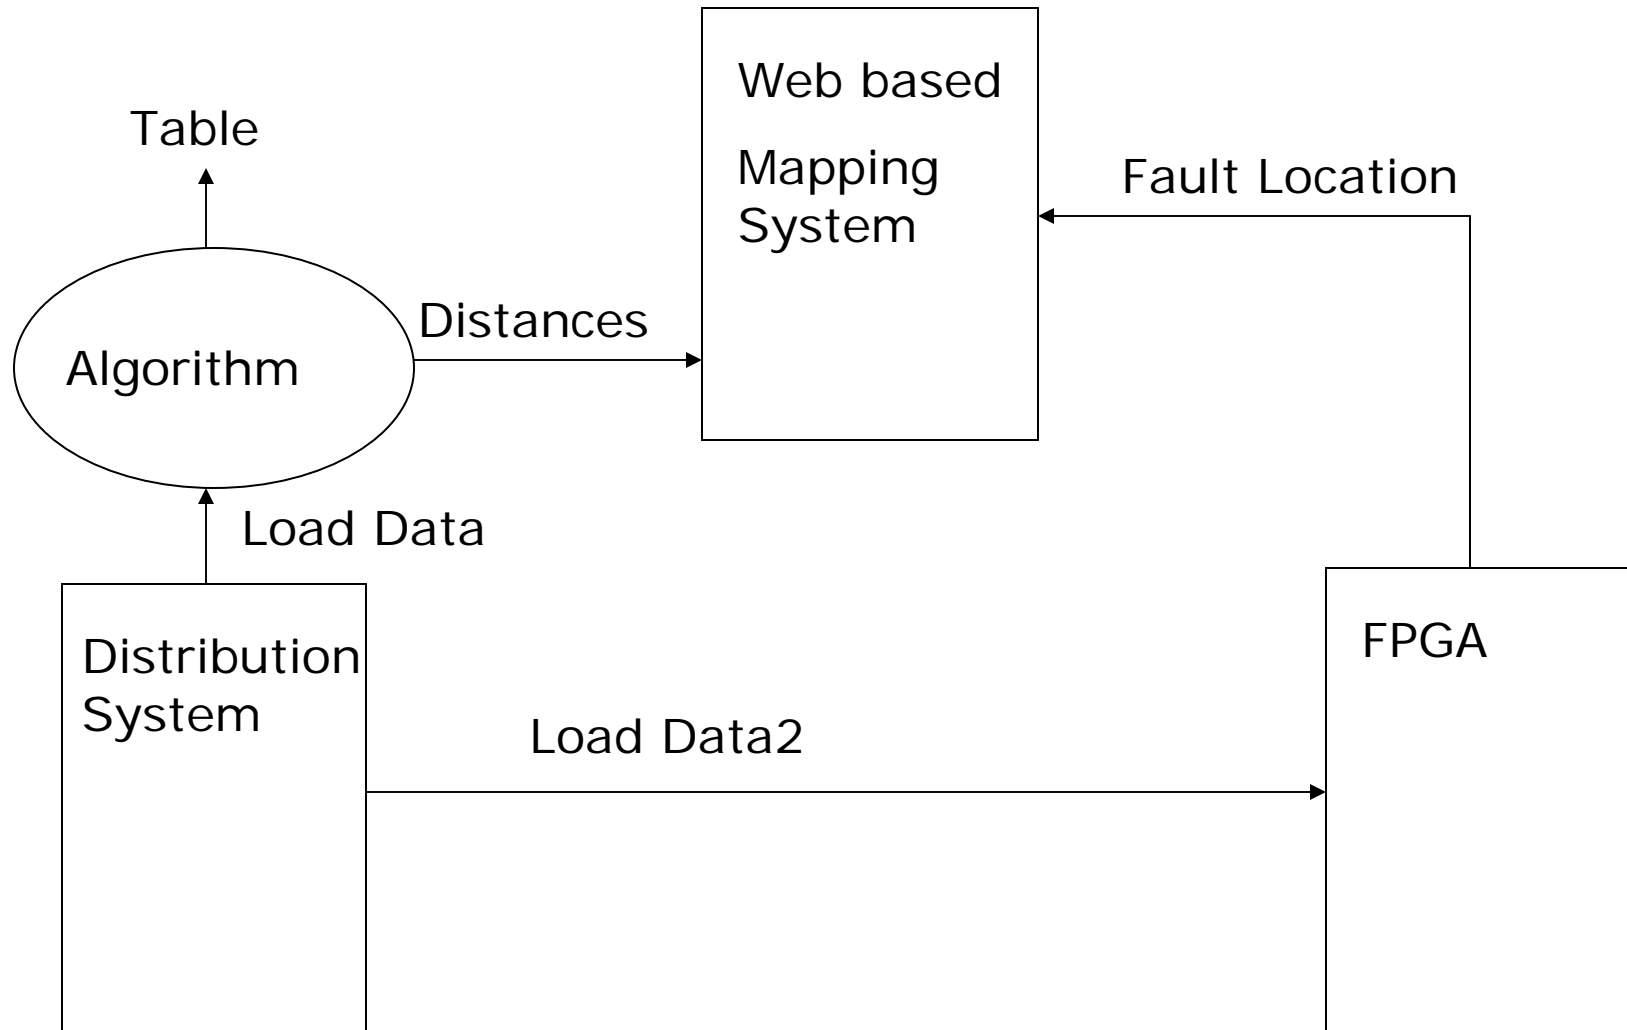 Web based
Mapping
System
Table
Fault Location
Distances
Algorithm
Load Data
Distribution
System
FPGA
Load Data2